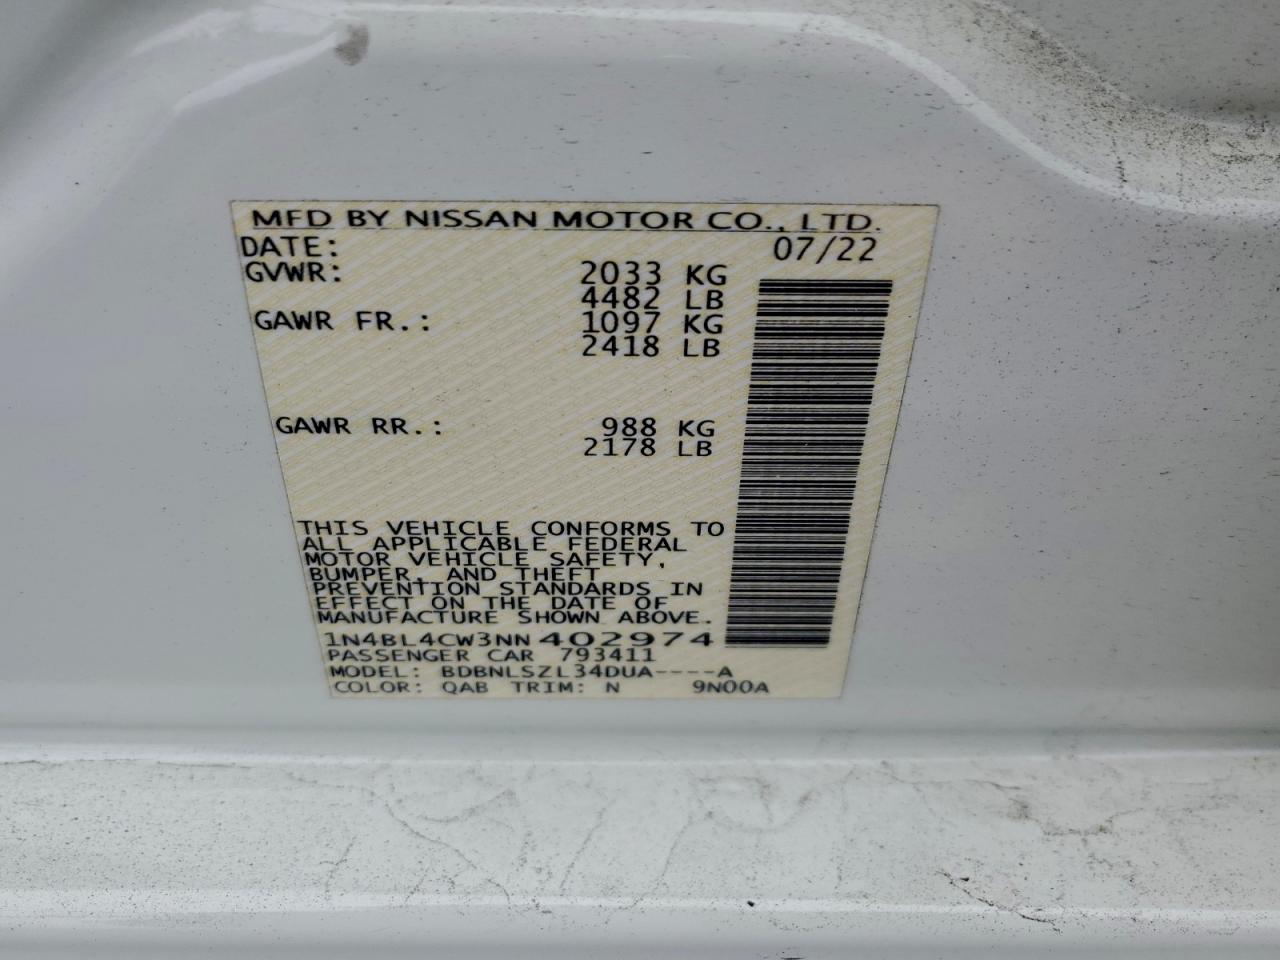 MFD BY NISSAN MOTOR CO., LTD.
DATE: 07/22
GVWR: 2033 KG
4482 LB
GAWR FR.: 1097 KG
2418 LB
GAWR RR.: 988 KG
2178 LB
THIS VEHICLE CONFORMS TO
ALL APPLICABLE FEDERAL
MOTOR VEHICLE SAFETY,
BUMPER, AND THEFT
PREVENTION STANDARDS IN
EFFECT ON THE DATE OF
MANUFACTURE SHOWN ABOVE.
1N4BL4CW3NN402974
PASSENGER CAR 793411
MODEL: BDBNLSZL34DUA----A
COLOR: QAB TRIM: N 9N00A